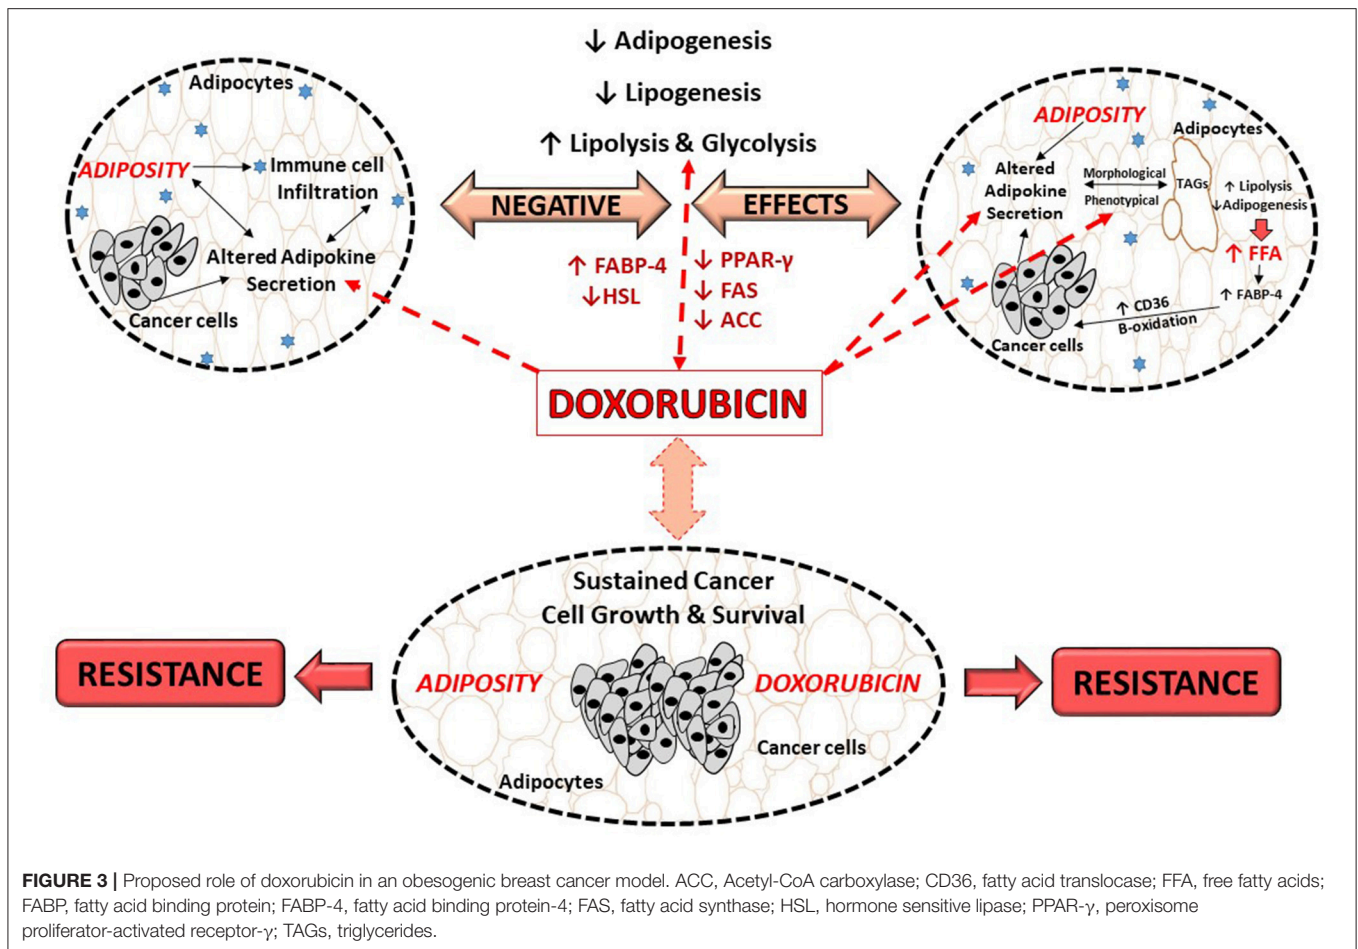 ↓ Adipogenesis
↓ Lipogenesis
↑ Lipolysis & Glycolysis
NEGATIVE
EFFECTS
↑ FABP-4
↓HSL
↓ PPAR-γ
↓ FAS
↓ ACC
Adipocytes
ADIPOSITY
Immune cell
Infiltration
Altered Adipokine
Secretion
Cancer cells
ADIPOSITY
Adipocytes
Altered
Adipokine
Secretion
Morphological
Phenotypical
TAGs
↑ Lipolysis
↓Adipogenesis
↑ FFA
↑ FABP-4
↑ CD36
B-oxidation
Cancer cells
DOXORUBICIN
Sustained Cancer
Cell Growth & Survival
ADIPOSITY
DOXORUBICIN
Cancer cells
Adipocytes
RESISTANCE
RESISTANCE
FIGURE 3 | Proposed role of doxorubicin in an obesogenic breast cancer model. ACC, Acetyl-CoA carboxylase; CD36, fatty acid translocase; FFA, free fatty acids;
FABP, fatty acid binding protein; FABP-4, fatty acid binding protein-4; FAS, fatty acid synthase; HSL, hormone sensitive lipase; PPAR-γ, peroxisome
proliferator-activated receptor-γ; TAGs, triglycerides.